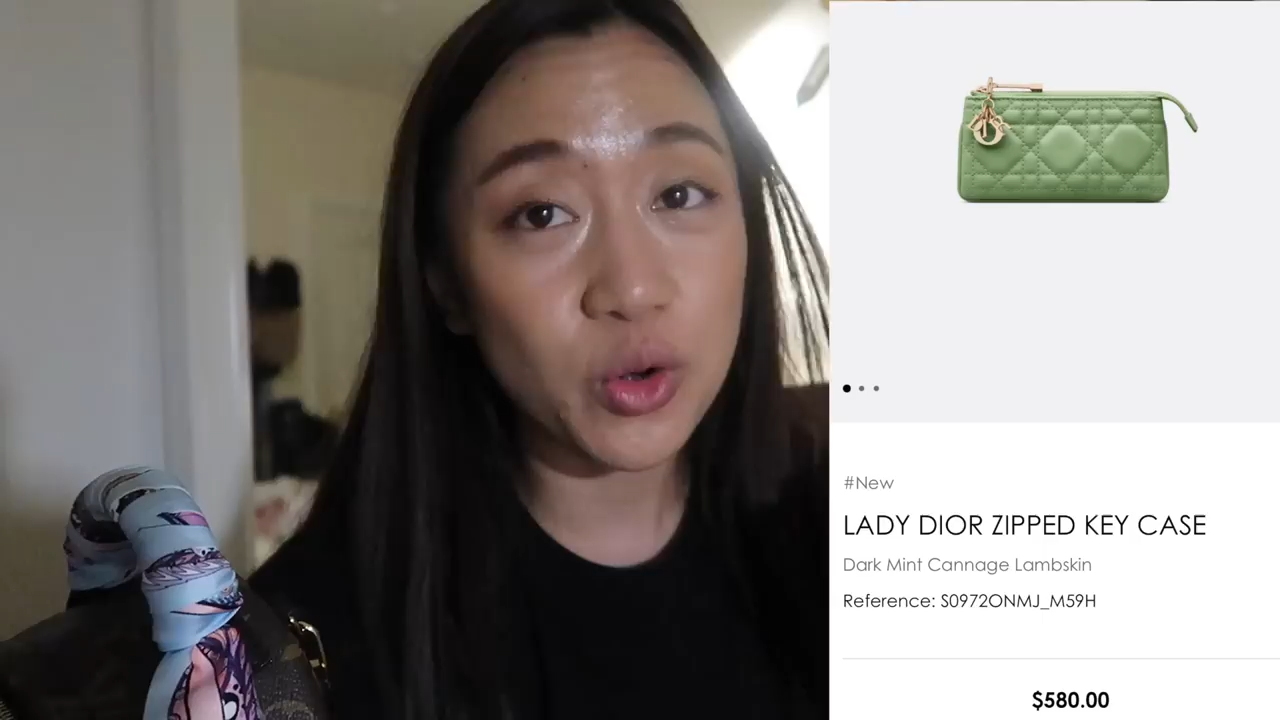 #New
LADY DIOR ZIPPED KEY CASE
Dark Mint Cannage Lambskin
Reference: S0972ONMJ_M59H
$580.00